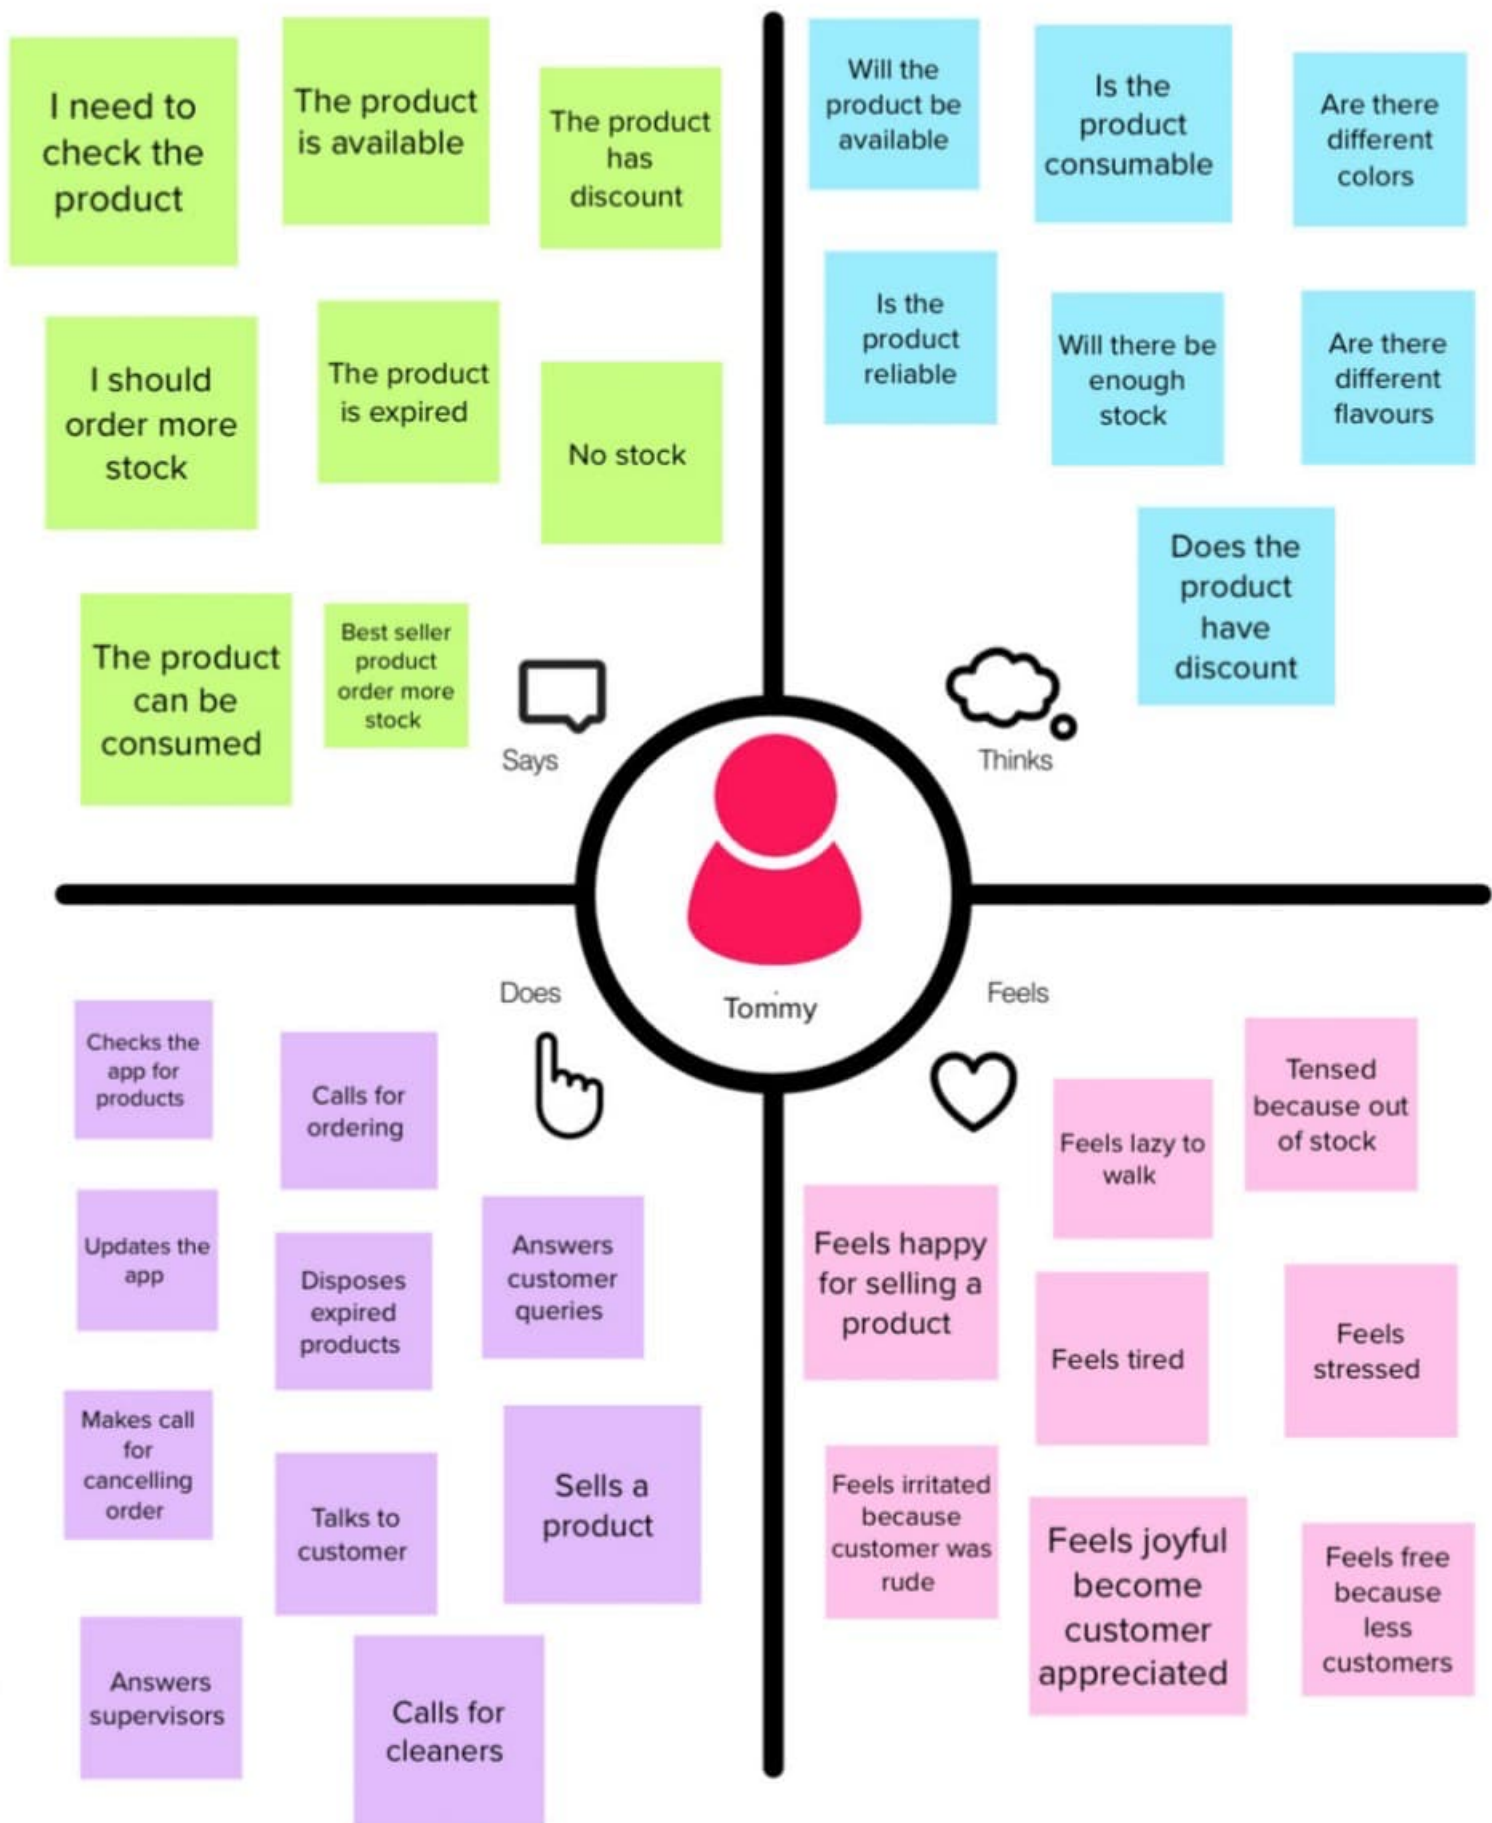 I need to
check the
product
The product
is available
The product
has
discount
I should
order more
stock
The product
is expired
No stock
The product
can be
consumed
Best seller
product
order more
stock
Says
Will the
product be
available
Is the
product
consumable
Are there
different
colors
Is the
product
reliable
Will there be
enough
stock
Are there
different
flavours
Does the
product
have
discount
Thinks
Tommy
Does
Checks the
app for
products
Calls for
ordering
Updates the
app
Disposes
expired
products
Answers
customer
queries
Makes call
for
cancelling
order
Talks to
customer
Sells a
product
Answers
supervisors
Calls for
cleaners
Feels
Tensed
because out
of stock
Feels lazy to
walk
Feels happy
for selling a
product
Feels tired
Feels
stressed
Feels irritated
because
customer was
rude
Feels joyful
become
customer
appreciated
Feels free
because
less
customers